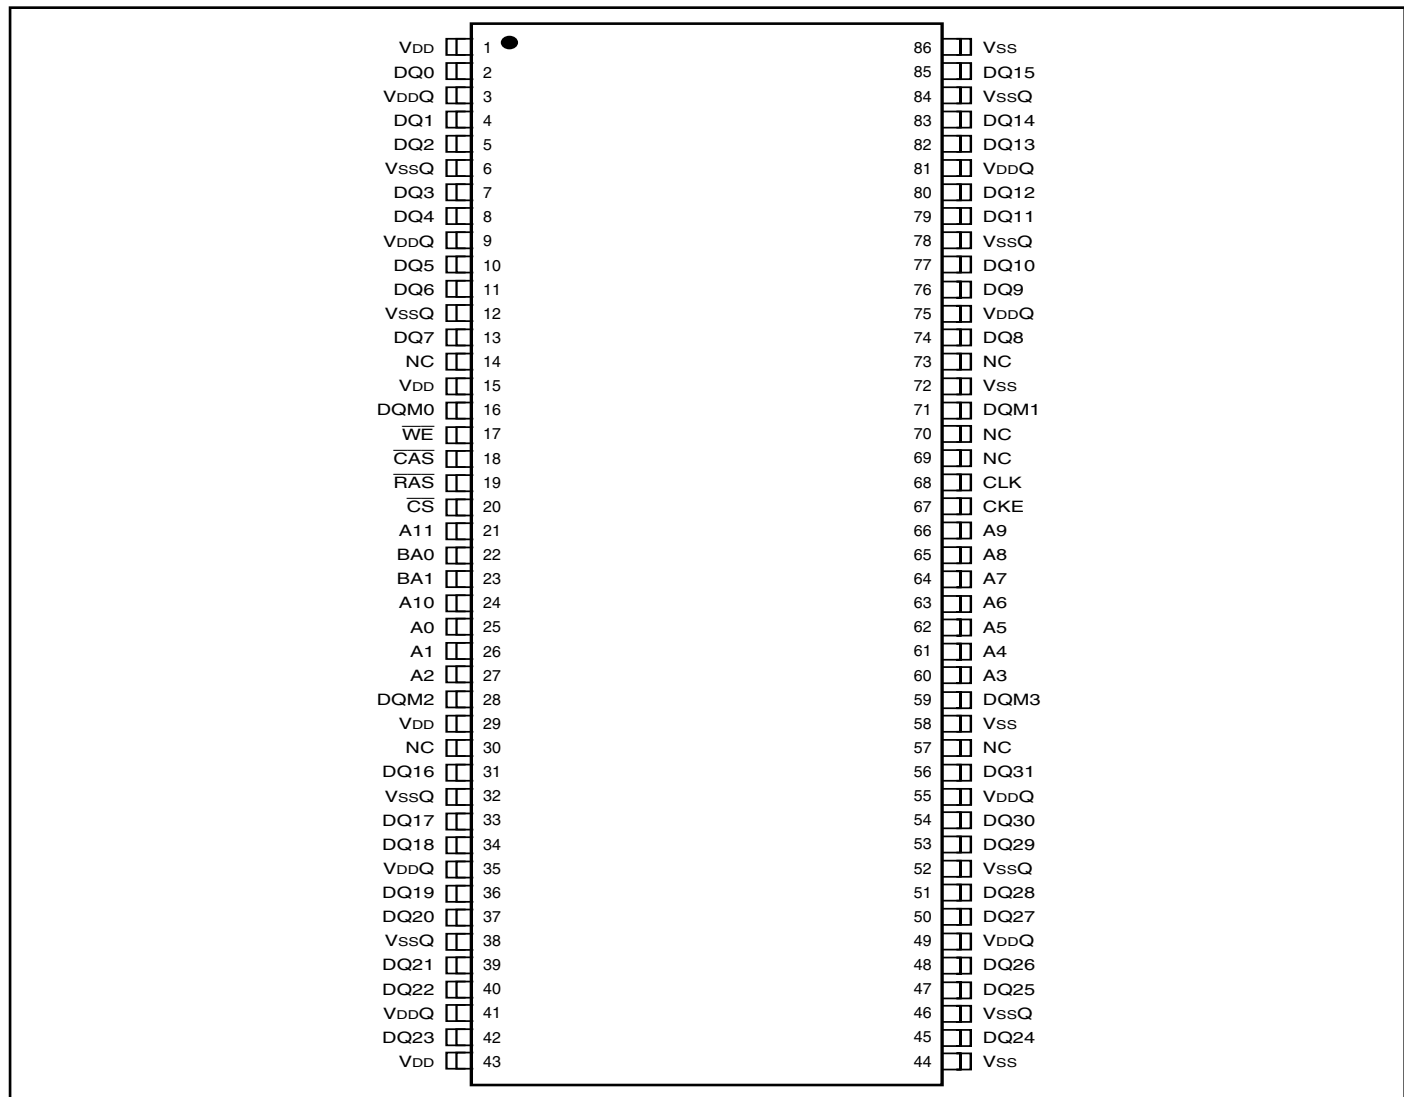 VDD 1 86 VSS
DQ0 2 85 DQ15
VDDQ 3 84 VSSQ
DQ1 4 83 DQ14
DQ2 5 82 DQ13
VSSQ 6 81 VDDQ
DQ3 7 80 DQ12
DQ4 8 79 DQ11
VDDQ 9 78 VSSQ
DQ5 10 77 DQ10
DQ6 11 76 DQ9
VSSQ 12 75 VDDQ
DQ7 13 74 DQ8
NC 14 73 NC
VDD 15 72 VSS
DQM0 16 71 DQM1
W̅E̅ 17 70 NC
C̅A̅S̅ 18 69 NC
R̅A̅S̅ 19 68 CLK
C̅S̅ 20 67 CKE
A11 21 66 A9
BA0 22 65 A8
BA1 23 64 A7
A10 24 63 A6
A0 25 62 A5
A1 26 61 A4
A2 27 60 A3
DQM2 28 59 DQM3
VDD 29 58 VSS
NC 30 57 NC
DQ16 31 56 DQ31
VSSQ 32 55 VDDQ
DQ17 33 54 DQ30
DQ18 34 53 DQ29
VDDQ 35 52 VSSQ
DQ19 36 51 DQ28
DQ20 37 50 DQ27
VSSQ 38 49 VDDQ
DQ21 39 48 DQ26
DQ22 40 47 DQ25
VDDQ 41 46 VSSQ
DQ23 42 45 DQ24
VDD 43 44 VSS